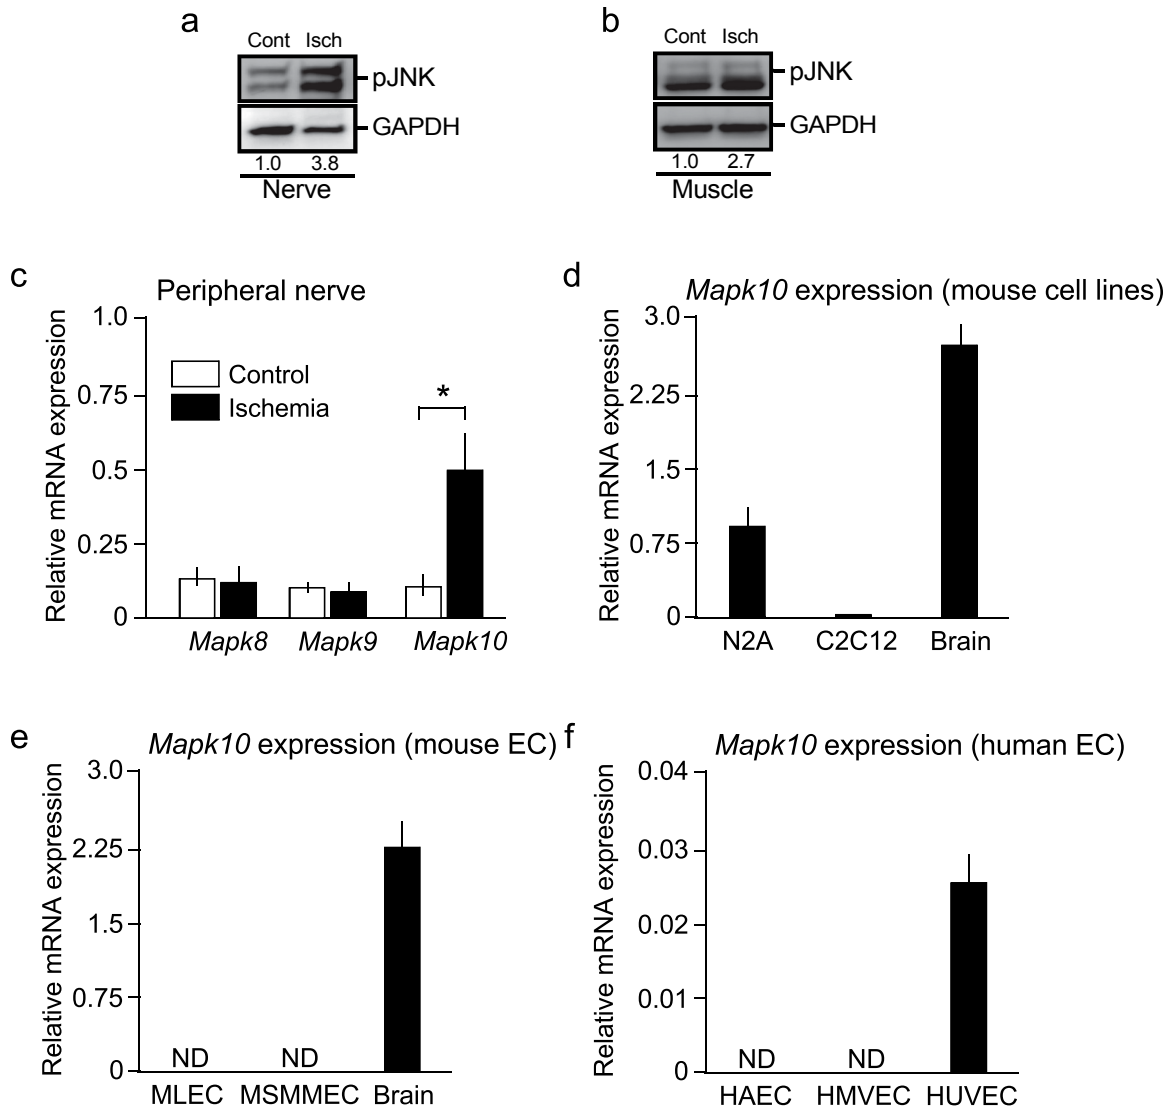 a
Cont Isch
pJNK
GAPDH
1.0 3.8
Nerve
b
Cont Isch
pJNK
GAPDH
1.0 2.7
Muscle
c
Peripheral nerve
Relative mRNA expression
1.0
0.75
0.5
0.25
0
Control
Ischemia
*
Mapk8 Mapk9 Mapk10
d
Mapk10 expression (mouse cell lines)
Relative mRNA expression
3.0
2.25
1.5
0.75
0
N2A C2C12 Brain
e
Mapk10 expression (mouse EC)
Relative mRNA expression
3.0
2.25
1.5
0.75
0
ND ND
MLEC MSMMEC Brain
f
Mapk10 expression (human EC)
Relative mRNA expression
0.04
0.03
0.02
0.01
0
ND ND
HAEC HMVEC HUVEC